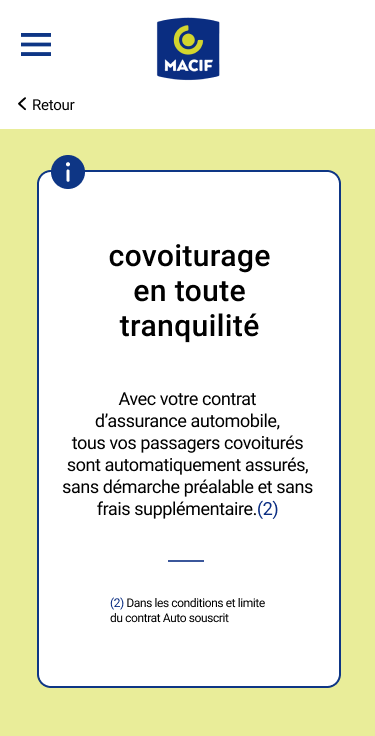 MACIF
Retour
i
covoiturage
en toute
tranquilité
Avec votre contrat
d’assurance automobile,
tous vos passagers covoiturés
sont automatiquement assurés,
sans démarche préalable et sans
frais supplémentaire.(2)
(2) Dans les conditions et limite
du contrat Auto souscrit